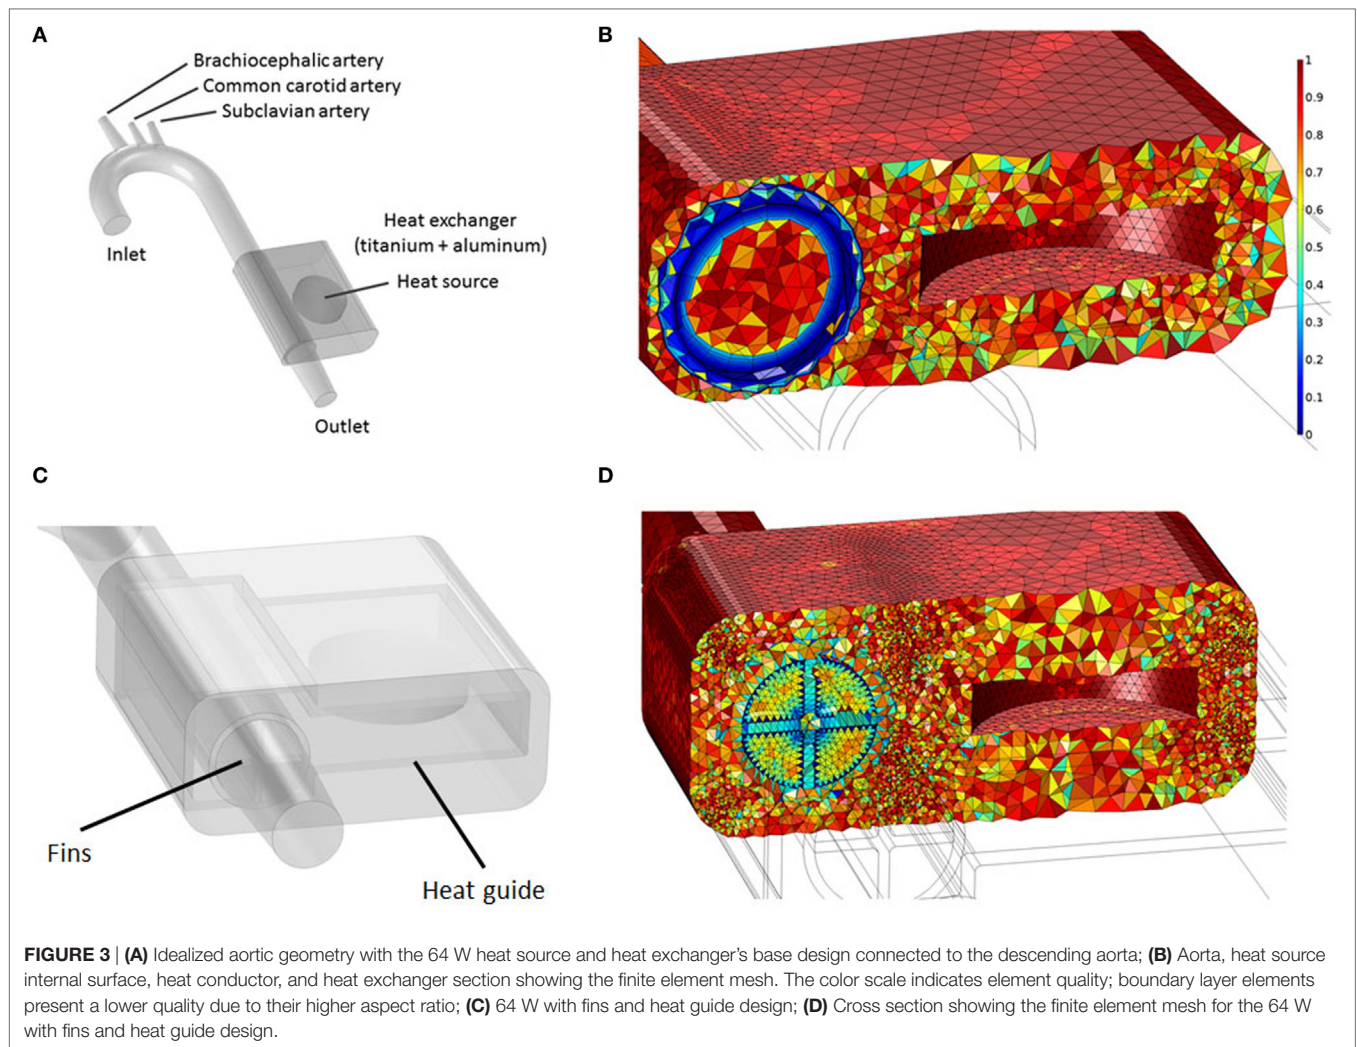 A
Brachiocephalic artery
Common carotid artery
Subclavian artery
Inlet
Heat exchanger
(titanium + aluminum)
Heat source
Outlet
B
1
0.9
0.8
0.7
0.6
0.5
0.4
0.3
0.2
0.1
0
C
Fins
Heat guide
D
FIGURE 3 | (A) Idealized aortic geometry with the 64 W heat source and heat exchanger’s base design connected to the descending aorta; (B) Aorta, heat source
internal surface, heat conductor, and heat exchanger section showing the finite element mesh. The color scale indicates element quality; boundary layer elements
present a lower quality due to their higher aspect ratio; (C) 64 W with fins and heat guide design; (D) Cross section showing the finite element mesh for the 64 W
with fins and heat guide design.